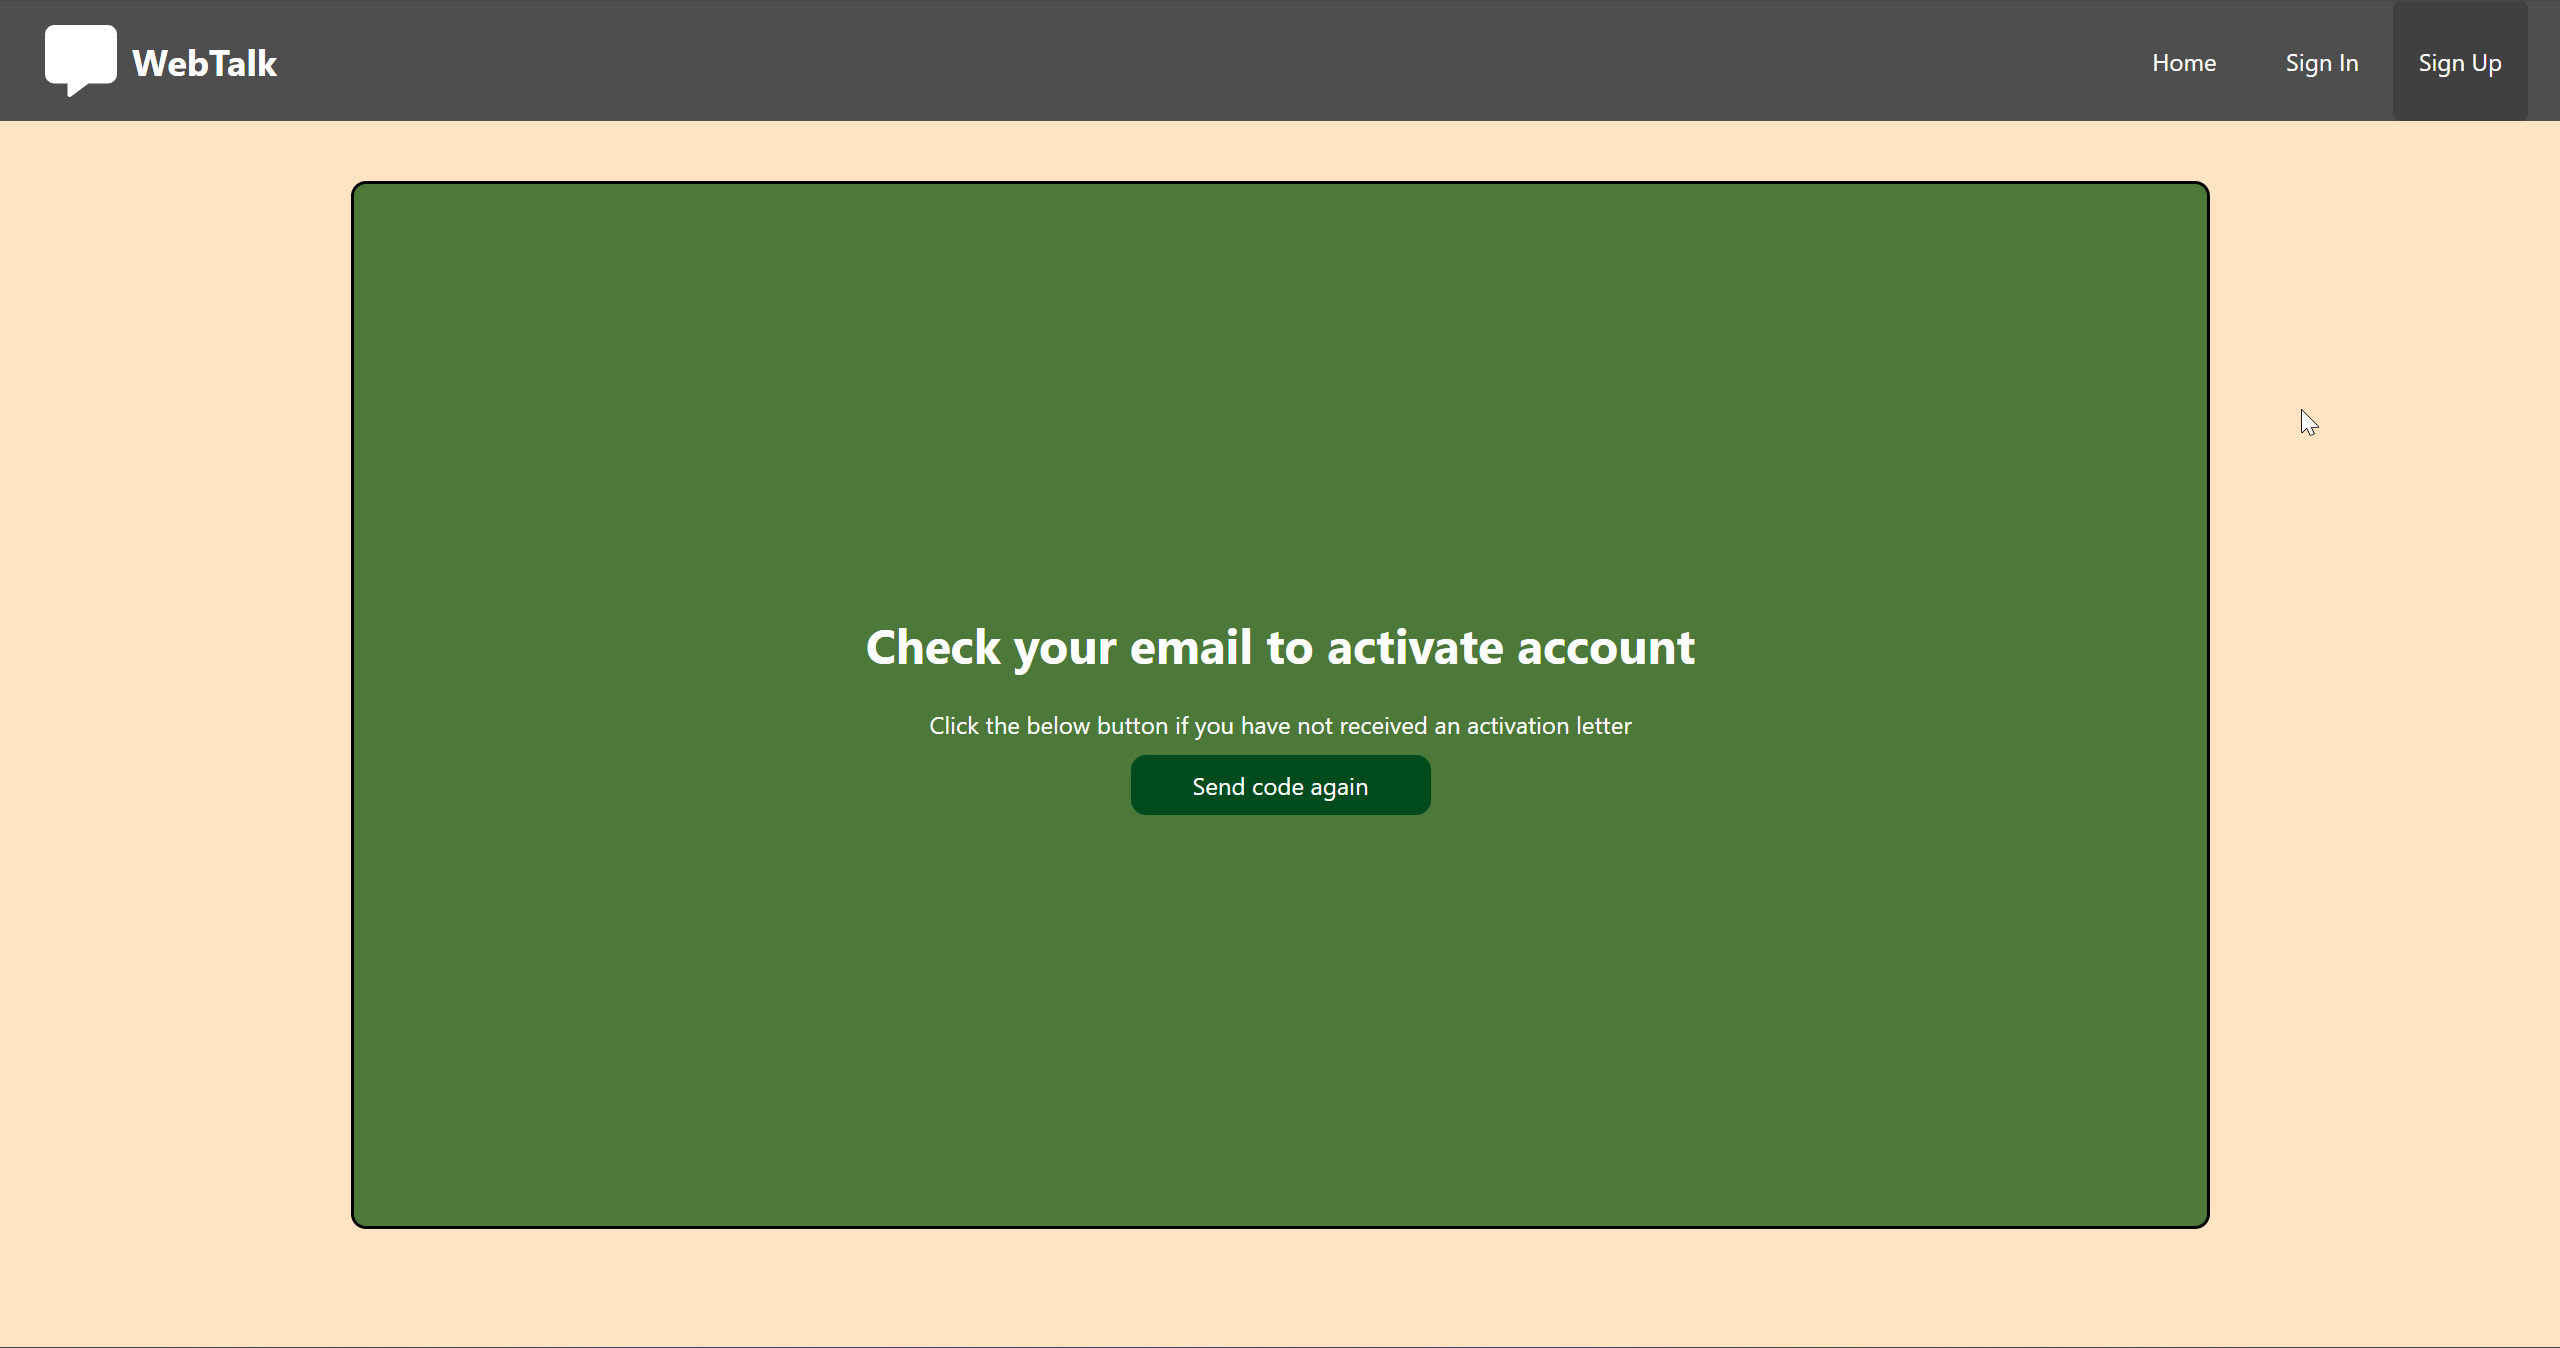 WebTalk
Home
Sign In
Sign Up
Check your email to activate account
Click the below button if you have not received an activation letter
Send code again